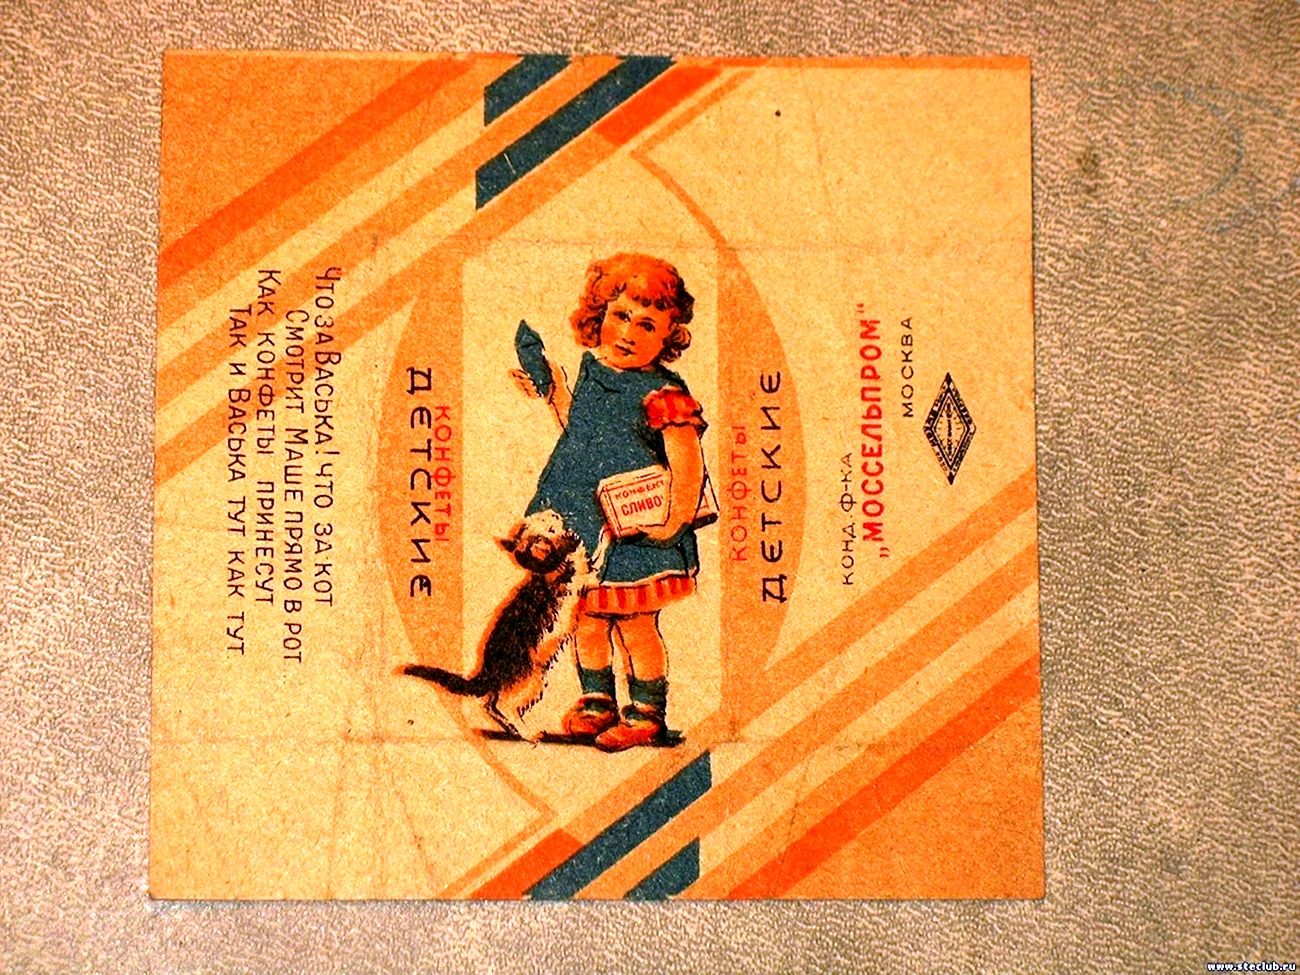 Что за Васька! что за кот
Смотрит Маше прямо в рот
Как конфеты принесут
Так и Васька тут как тут.
КОНФЕТЫ
ДЕТСКИЕ
КОНФЕКТ
СЛИВО
КОНФЕТЫ
ДЕТСКИЕ
КОНД. Ф-КА
„МОССЕЛЬПРОМ“
МОСКВА
www.steclub.ru